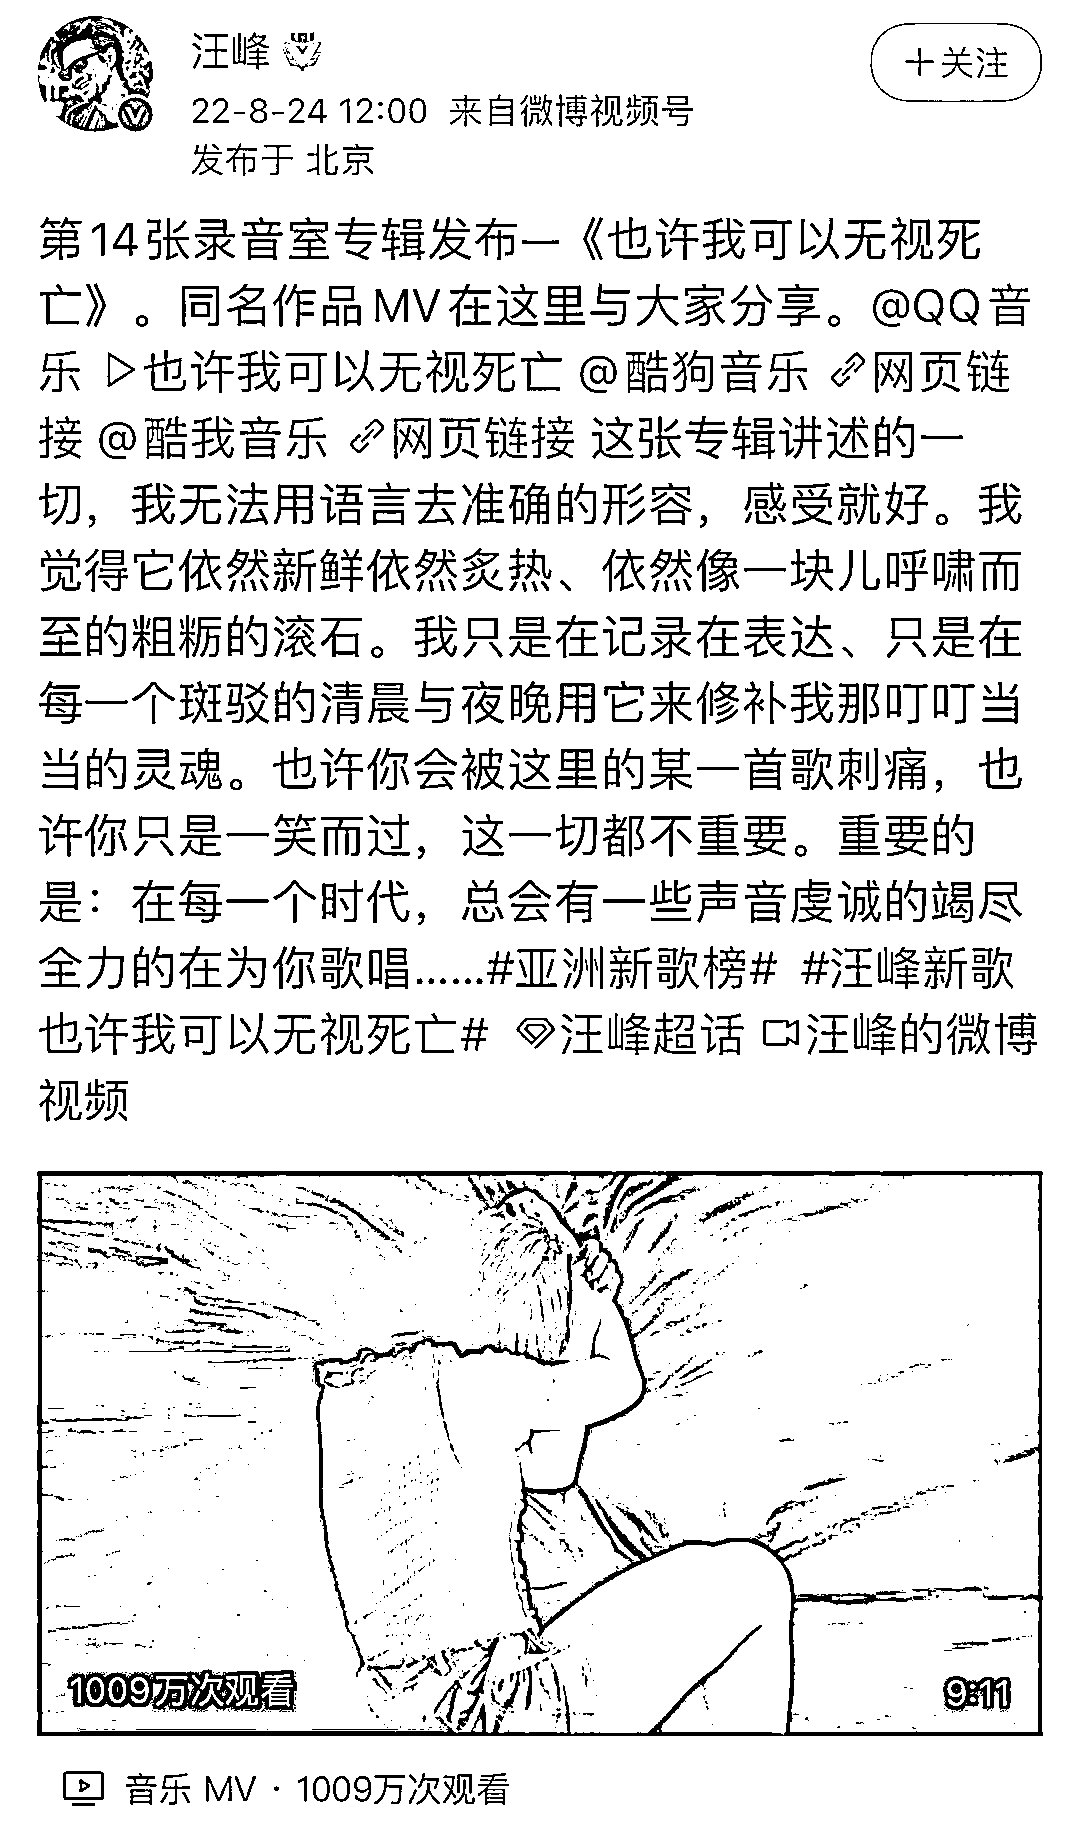 汪峰
+关注
22-8-24 12:00 来自微博视频号
发布于 北京
第14张录音室专辑发布—《也许我可以无视死
亡》。同名作品MV在这里与大家分享。@QQ音
乐 ▷也许我可以无视死亡 @酷狗音乐 网页链
接 @酷我音乐 网页链接 这张专辑讲述的一
切，我无法用语言去准确的形容，感受就好。我
觉得它依然新鲜依然炙热、依然像一块儿呼啸而
至的粗粝的滚石。我只是在记录在表达、只是在
每一个斑驳的清晨与夜晚用它来修补我那叮叮当
当的灵魂。也许你会被这里的某一首歌刺痛，也
许你只是一笑而过，这一切都不重要。重要的
是：在每一个时代，总会有一些声音虔诚的竭尽
全力的在为你歌唱……#亚洲新歌榜# #汪峰新歌
也许我可以无视死亡# 汪峰超话 汪峰的微博
视频
1009万次观看
9:11
音乐 MV · 1009万次观看